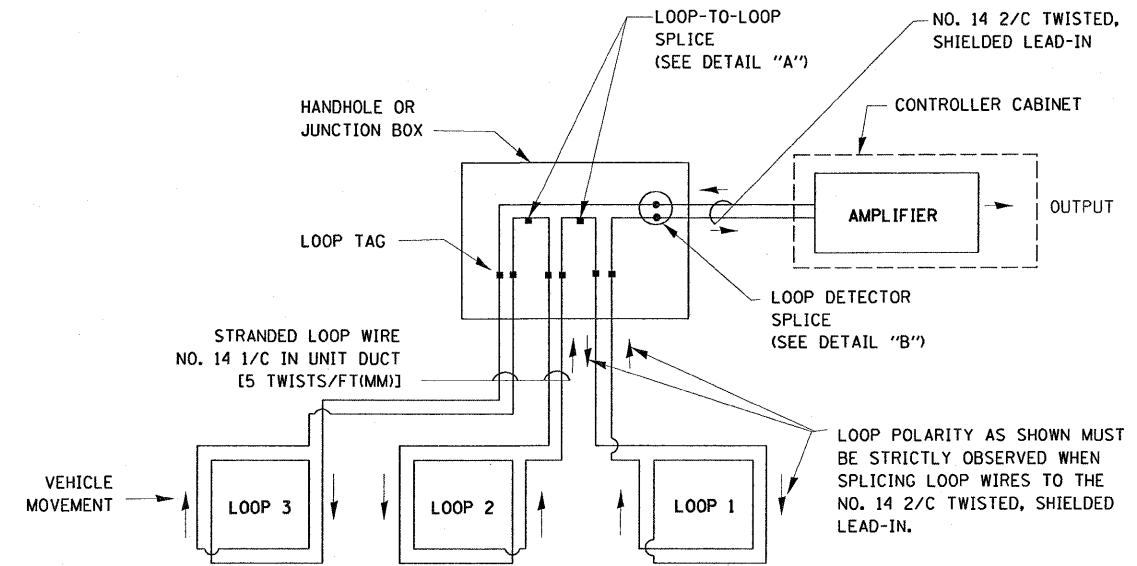 LOOP-TO-LOOP
SPLICE
(SEE DETAIL "A")
NO. 14 2/C TWISTED,
SHIELDED LEAD-IN
HANDHOLE OR
JUNCTION BOX
CONTROLLER CABINET
AMPLIFIER
OUTPUT
LOOP TAG
LOOP DETECTOR
SPLICE
(SEE DETAIL "B")
STRANDED LOOP WIRE
NO. 14 1/C IN UNIT DUCT
[5 TWISTS/FT(MM)]
LOOP POLARITY AS SHOWN MUST
BE STRICTLY OBSERVED WHEN
SPLICING LOOP WIRES TO THE
NO. 14 2/C TWISTED, SHIELDED
LEAD-IN.
VEHICLE
MOVEMENT
LOOP 3
LOOP 2
LOOP 1